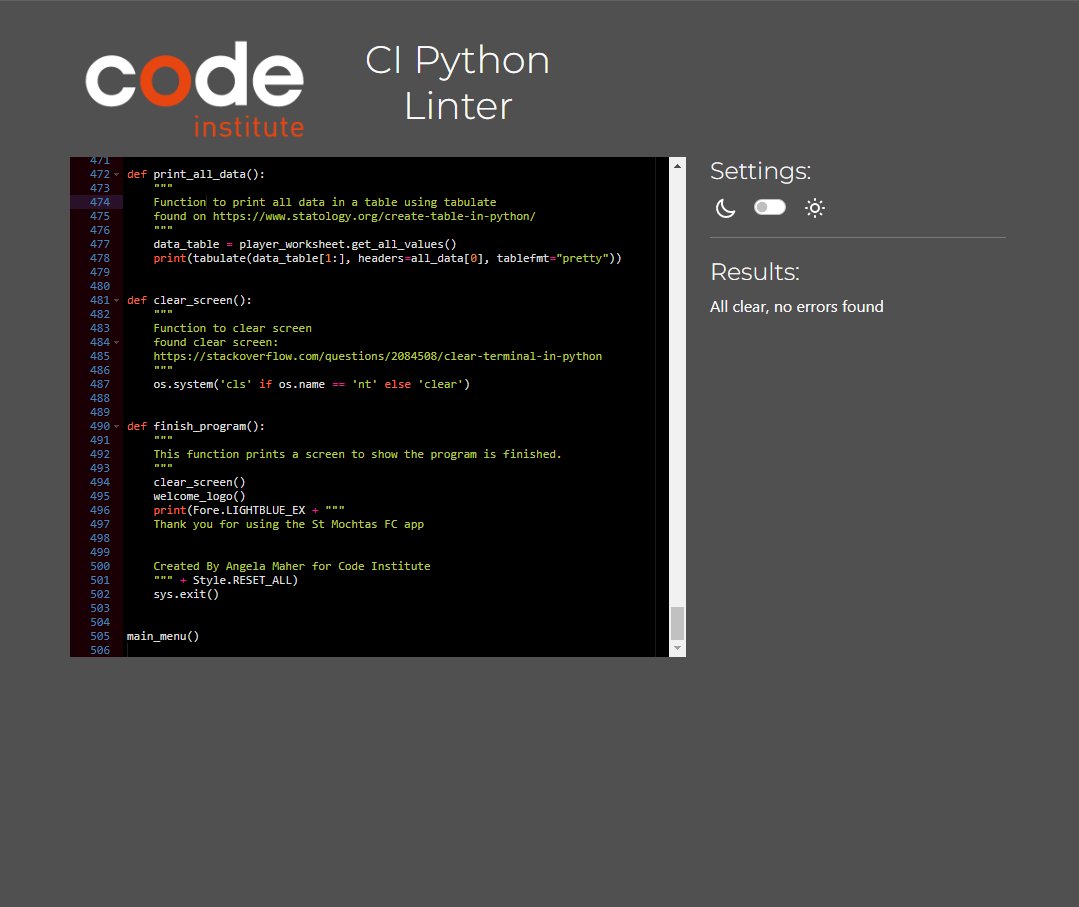 code
institute
CI Python
Linter
471
472 def print_all_data():
473 """
474 Function to print all data in a table using tabulate
475 found on https://www.statology.org/create-table-in-python/
476 """
477 data_table = player_worksheet.get_all_values()
478 print(tabulate(data_table[1:], headers=all_data[0], tablefmt="pretty"))
479
480
481 def clear_screen():
482 """
483 Function to clear screen
484 found clear screen:
485 https://stackoverflow.com/questions/2084508/clear-terminal-in-python
486 """
487 os.system('cls' if os.name == 'nt' else 'clear')
488
489
490 def finish_program():
491 """
492 This function prints a screen to show the program is finished.
493 """
494 clear_screen()
495 welcome_logo()
496 print(Fore.LIGHTBLUE_EX + """
497 Thank you for using the St Mochtas FC app
498
499
500 Created By Angela Maher for Code Institute
501 """ + Style.RESET_ALL)
502 sys.exit()
503
504
505 main_menu()
506
Settings:
Results:
All clear, no errors found